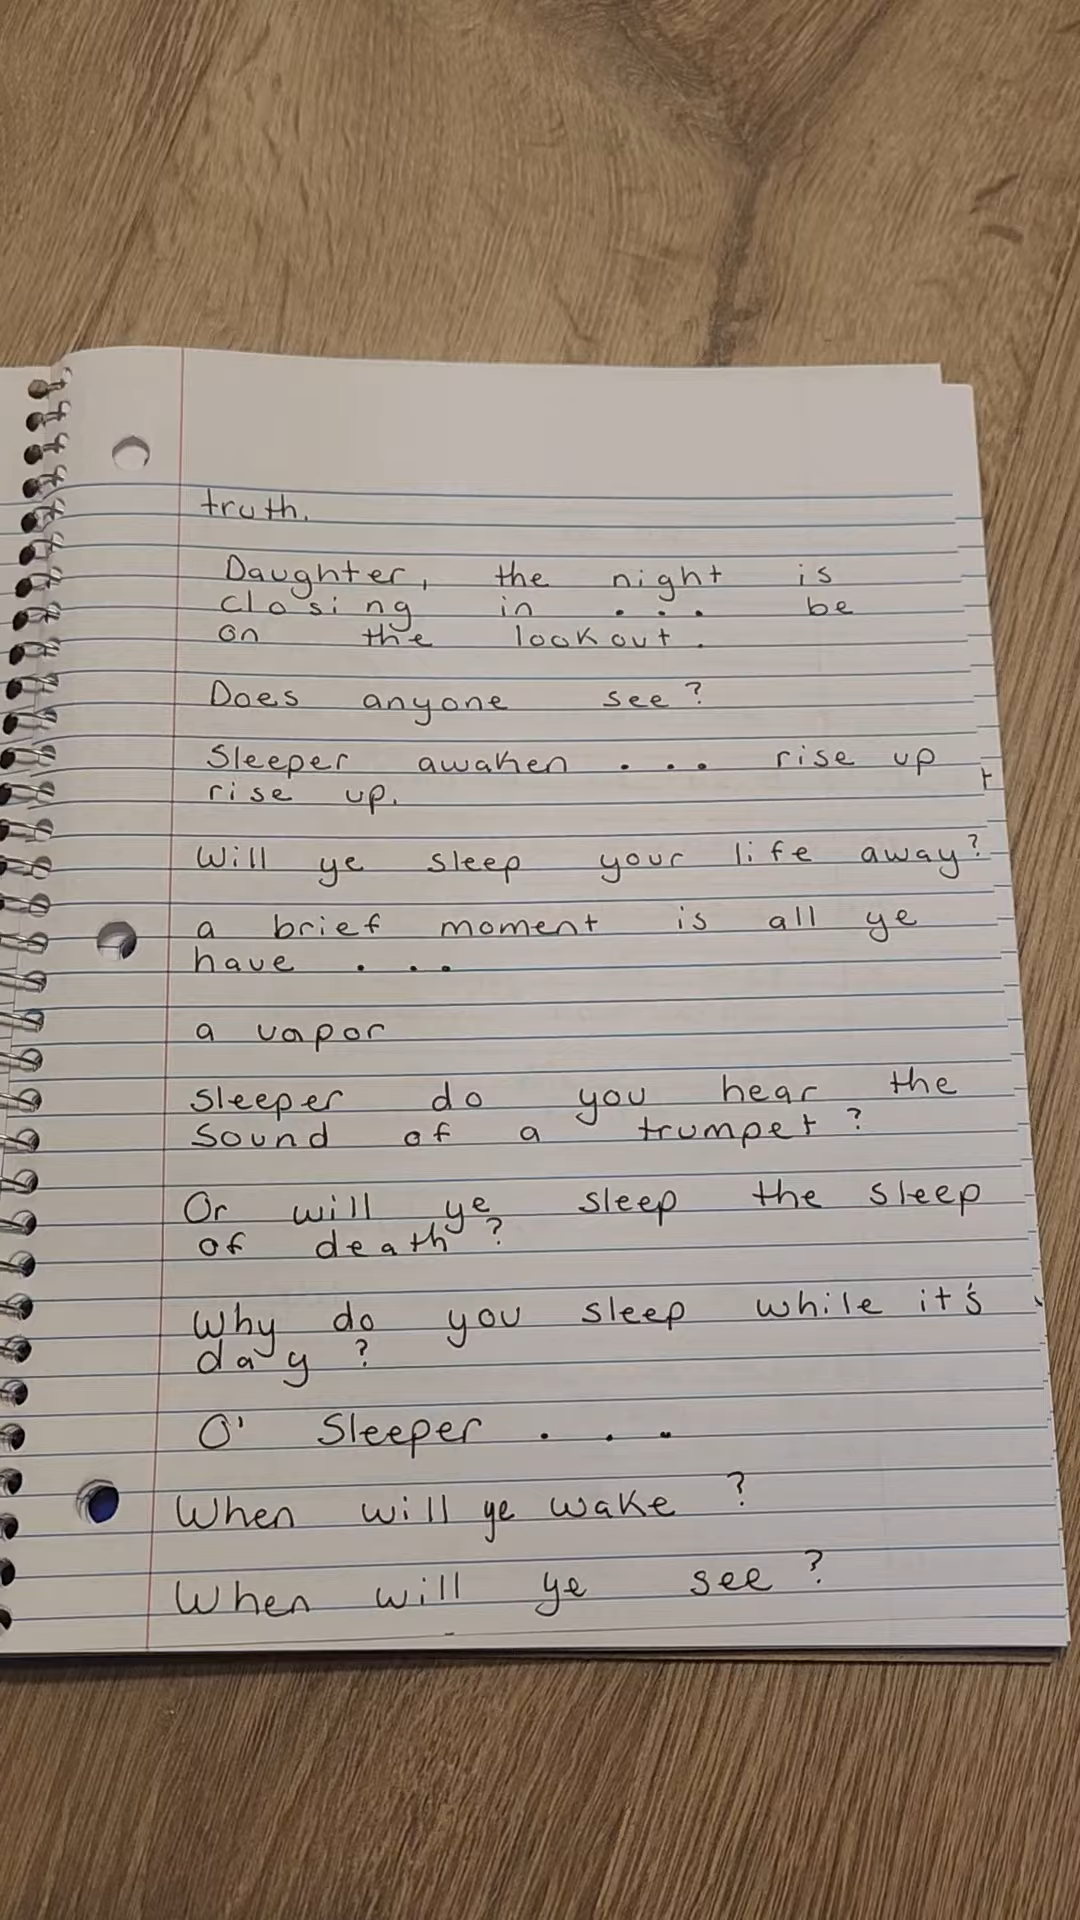 truth.
Daughter, the night is
closing in . . . be
on the lookout.
Does anyone see?
Sleeper awaken . . . rise up
rise up.
Will ye sleep your life away?
a brief moment is all ye
have . . .
a vapor
Sleeper do you hear the
sound of a trumpet?
Or will ye sleep the sleep
of death?
Why do you sleep while it's
day?
O' Sleeper . . .
When will ye wake?
When will ye see?